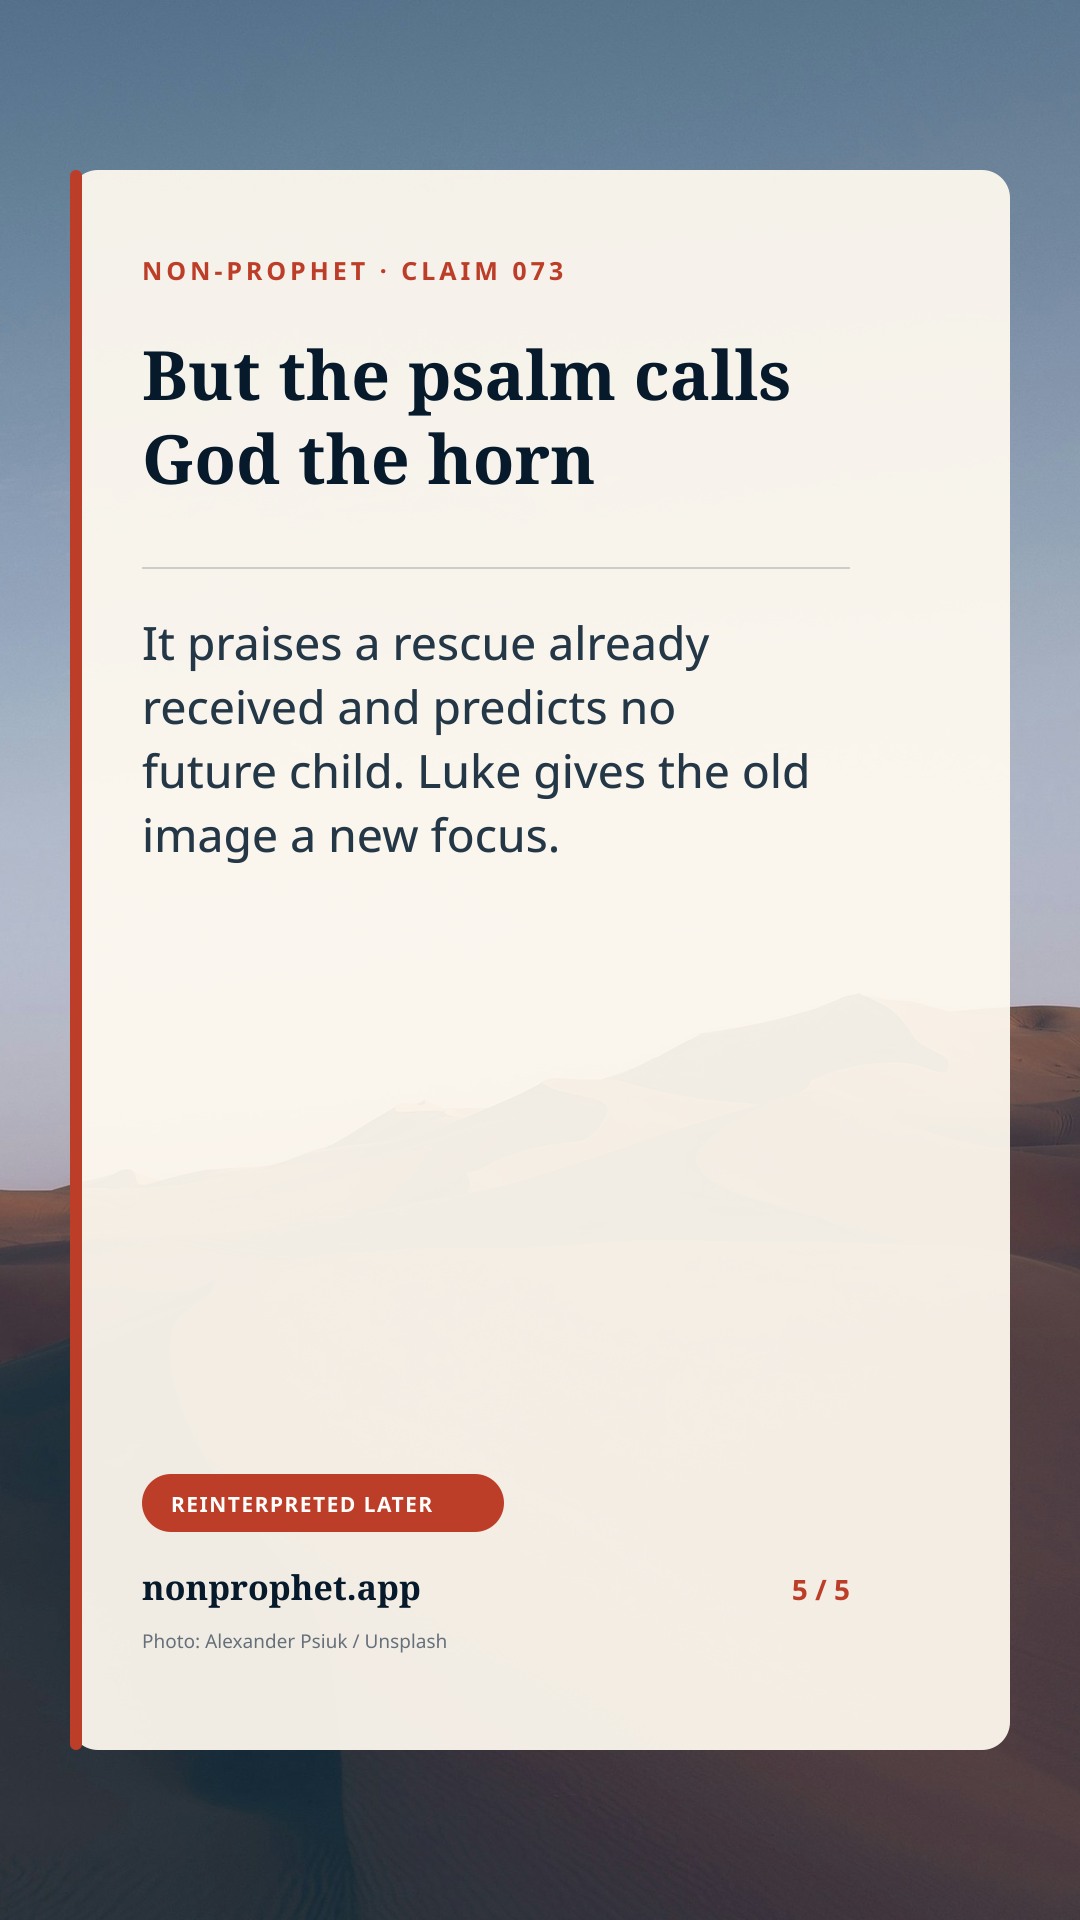 NON-PROPHET · CLAIM 073
But the psalm calls
God the horn
It praises a rescue already
received and predicts no
future child. Luke gives the old
image a new focus.
REINTERPRETED LATER
nonprophet.app
5 / 5
Photo: Alexander Psiuk / Unsplash